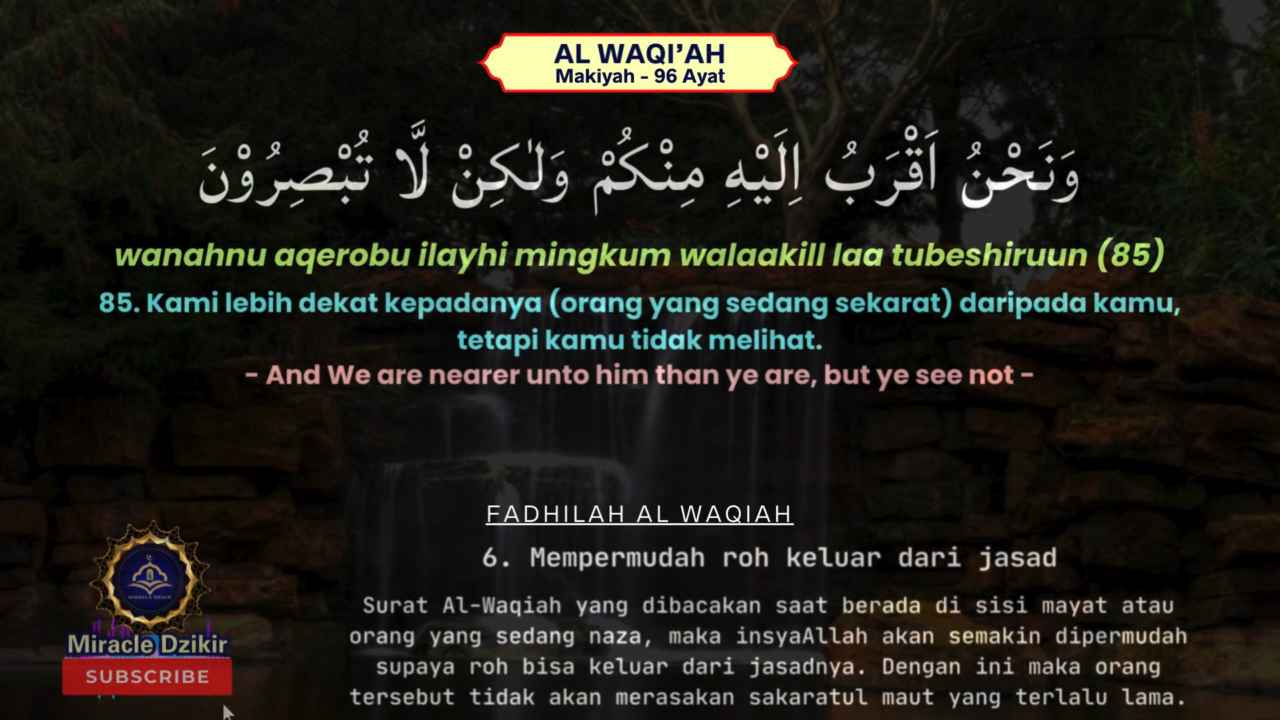 AL WAQI’AH
Makiyah - 96 Ayat
وَنَحْنُ اَقْرَبُ اِلَيْهِ مِنْكُمْ وَلٰكِنْ لَّا تُبْصِرُوْنَ
wanahnu aqerobu ilayhi mingkum walaakill laa tubeshiruun (85)
85. Kami lebih dekat kepadanya (orang yang sedang sekarat) daripada kamu,
tetapi kamu tidak melihat.
- And We are nearer unto him than ye are, but ye see not -
FADHILAH AL WAQIAH
6. Mempermudah roh keluar dari jasad
Surat Al-Waqiah yang dibacakan saat berada di sisi mayat atau
orang yang sedang naza, maka insyaAllah akan semakin dipermudah
supaya roh bisa keluar dari jasadnya. Dengan ini maka orang
tersebut tidak akan merasakan sakaratul maut yang terlalu lama.
MIRACLE DZIKIR
Miracle Dzikir
SUBSCRIBE